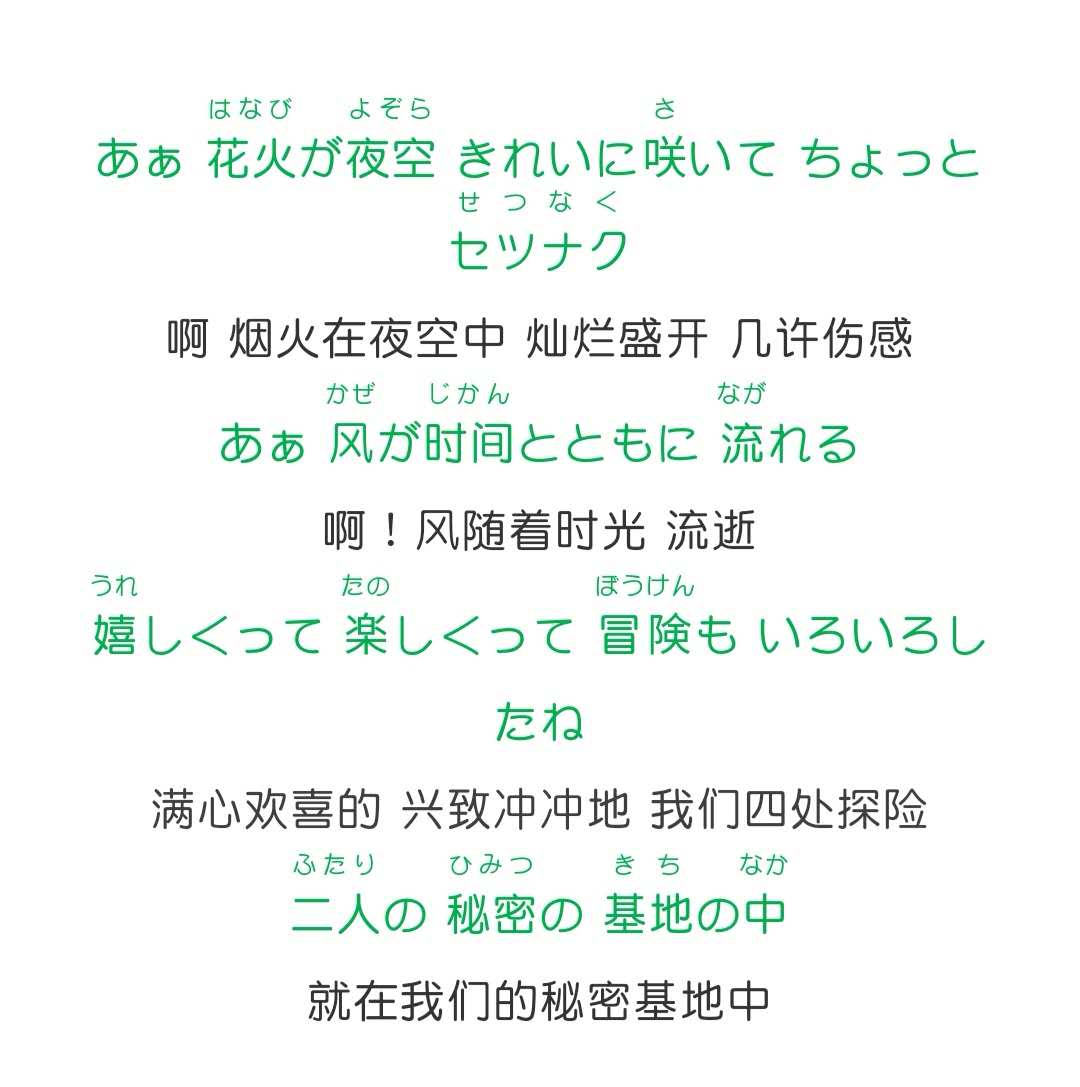 はなび よぞら さ
あぁ 花火が夜空 きれいに咲いて ちょっと
せつなく
セツナク
啊 烟火在夜空中 灿烂盛开 几许伤感
かぜ じかん なが
あぁ 风が时间とともに 流れる
啊！风随着时光 流逝
うれ たの ぼうけん
嬉しくって 楽しくって 冒険も いろいろし
たね
满心欢喜的 兴致冲冲地 我们四处探险
ふたり ひみつ きち なか
二人の 秘密の 基地の中
就在我们的秘密基地中